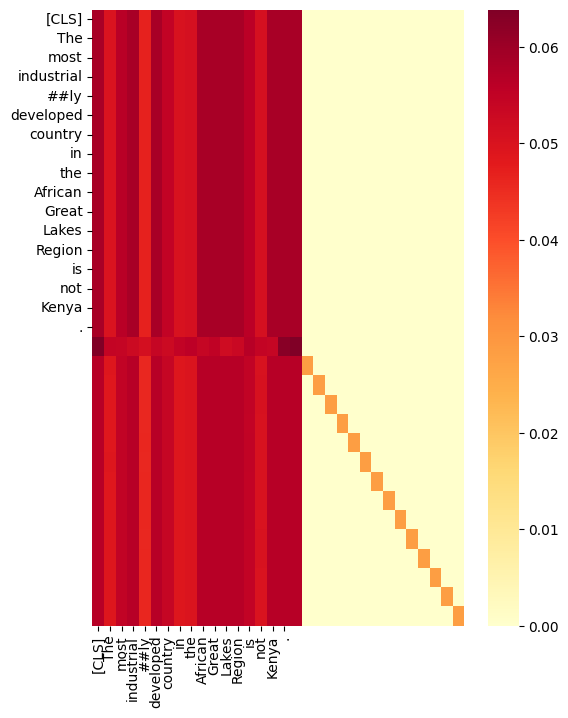 [CLS]
The
most
industrial
##ly
developed
country
in
the
African
Great
Lakes
Region
is
not
Kenya
.
0.06
0.05
0.04
0.03
0.02
0.01
0.00
[CLS]
The
most
industrial
##ly
developed
country
in
the
African
Great
Lakes
Region
is
not
Kenya
.